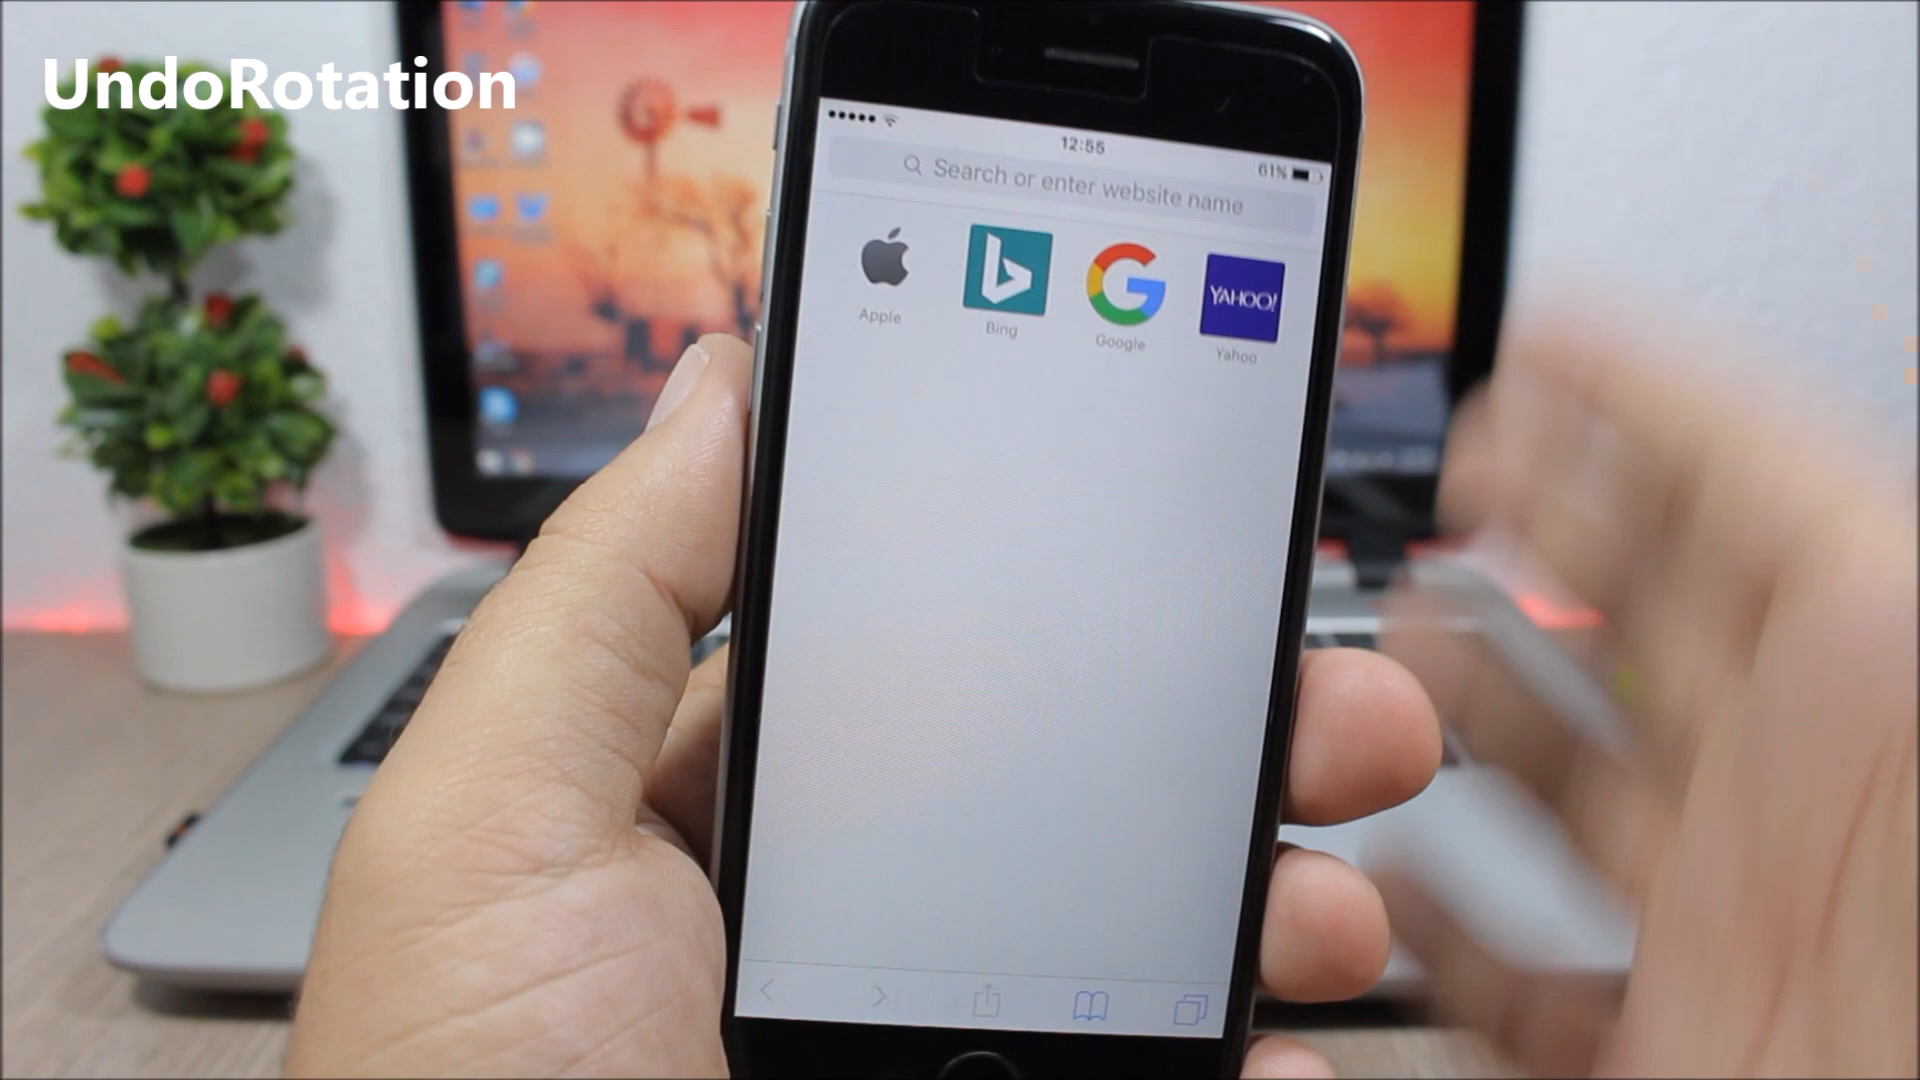 UndoRotation
12:55
61%
Search or enter website name
YAHOO!
Apple
Bing
Google
Yahoo